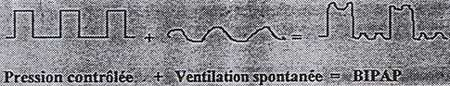 + =
Pression contrôlée. + Ventilation spontanée = BIPAP